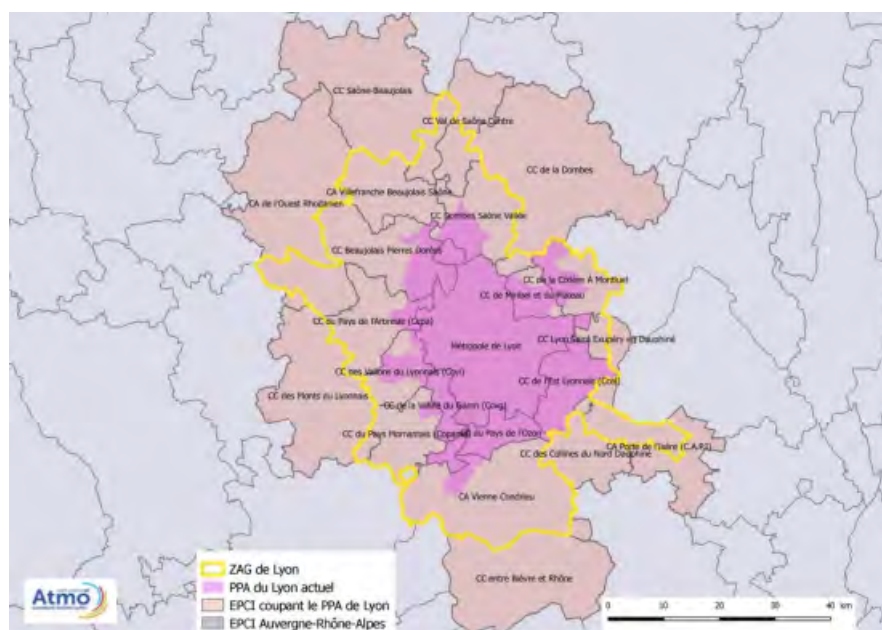 CC Saône-Beaujolais
CC Val de Saône Centre
CC de la Dombes
CA Villefranche Beaujolais Saône
CA de l'Ouest Rhodanien
CC Dombes Saône Vallée
CC Beaujolais Pierres Dorées
CC de la Côtière À Montluel
CC de Miribel et du Plateau
CC du Pays de l'Arbresle (Ccpa)
Métropole de Lyon
CC Lyon Saint Exupéry en Dauphiné
CC des Vallons du Lyonnais (Ccvl)
CC de l'Est Lyonnais (Ccel)
CC des Monts du Lyonnais
CC de la Vallée du Garon (Ccvg)
CC du Pays Mornantais (Copamo)
CC du Pays de l'Ozon
CA Porte de l'Isère (C.A.P.I)
CC des Collines du Nord Dauphiné
CA Vienne Condrieu
CC entre Bièvre et Rhône
ZAG de Lyon
PPA du Lyon actuel
EPCI coupant le PPA de Lyon
EPCI Auvergne-Rhône-Alpes
Atmo
0 10 20 30 40 km